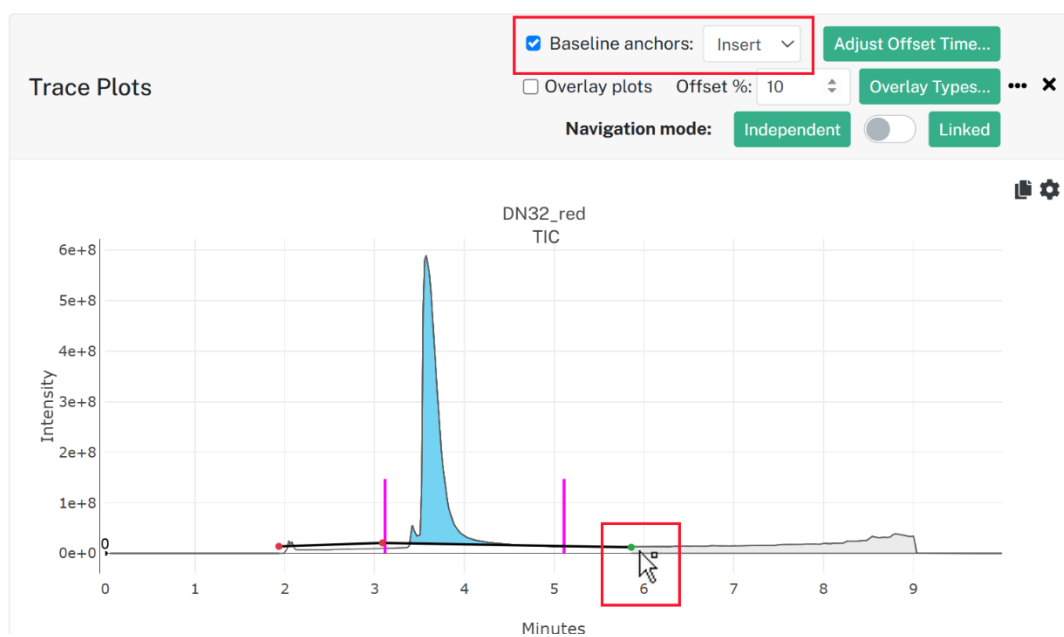 Baseline anchors: Insert Adjust Offset Time...
Trace Plots
Overlay plots Offset %: 10 Overlay Types...
Navigation mode: Independent Linked
DN32_red
TIC
6e+8
5e+8
4e+8
Intensity
3e+8
2e+8
1e+8
0
0e+0
0 1 2 3 4 5 6 7 8 9
Minutes